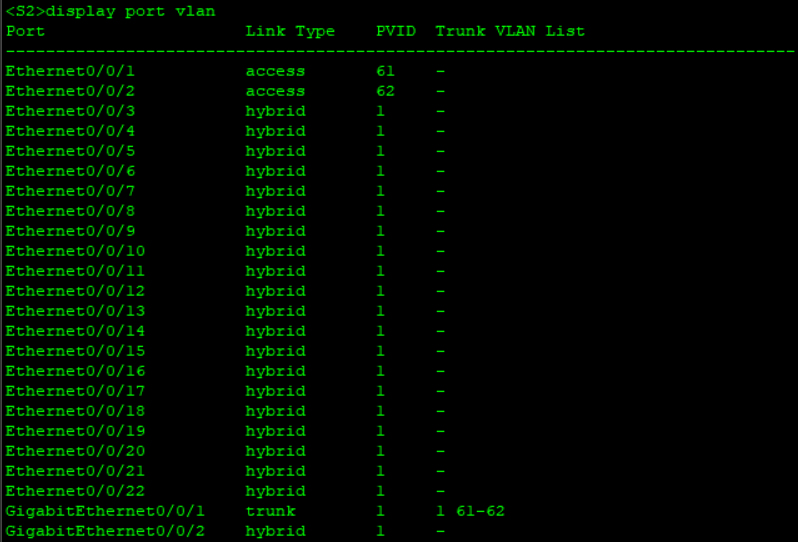 <S2>display port vlan
Port                    Link Type    PVID  Trunk VLAN List
-------------------------------------------------------------------------------
Ethernet0/0/1           access       61    -
Ethernet0/0/2           access       62    -
Ethernet0/0/3           hybrid       1     -
Ethernet0/0/4           hybrid       1     -
Ethernet0/0/5           hybrid       1     -
Ethernet0/0/6           hybrid       1     -
Ethernet0/0/7           hybrid       1     -
Ethernet0/0/8           hybrid       1     -
Ethernet0/0/9           hybrid       1     -
Ethernet0/0/10          hybrid       1     -
Ethernet0/0/11          hybrid       1     -
Ethernet0/0/12          hybrid       1     -
Ethernet0/0/13          hybrid       1     -
Ethernet0/0/14          hybrid       1     -
Ethernet0/0/15          hybrid       1     -
Ethernet0/0/16          hybrid       1     -
Ethernet0/0/17          hybrid       1     -
Ethernet0/0/18          hybrid       1     -
Ethernet0/0/19          hybrid       1     -
Ethernet0/0/20          hybrid       1     -
Ethernet0/0/21          hybrid       1     -
Ethernet0/0/22          hybrid       1     -
GigabitEthernet0/0/1    trunk        1     1 61-62
GigabitEthernet0/0/2    hybrid       1     -